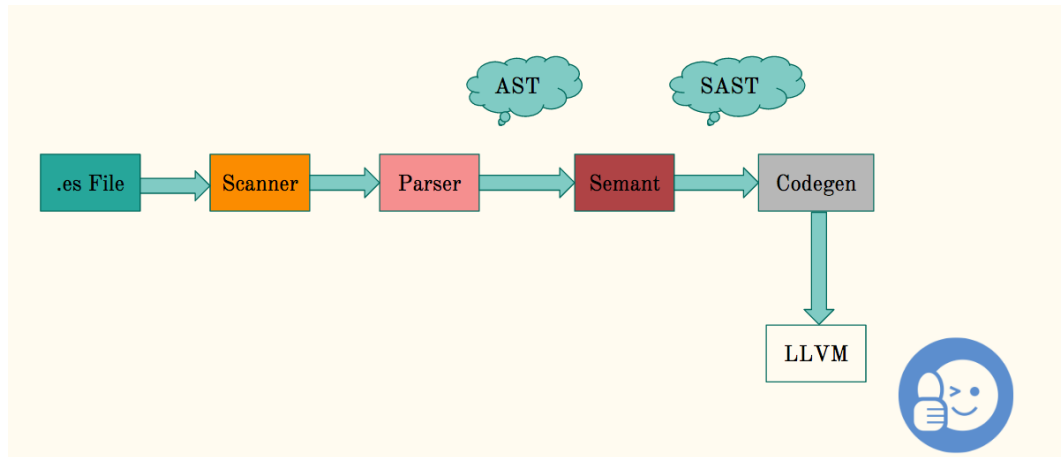 AST
SAST
.es File
Scanner
Parser
Semant
Codegen
LLVM